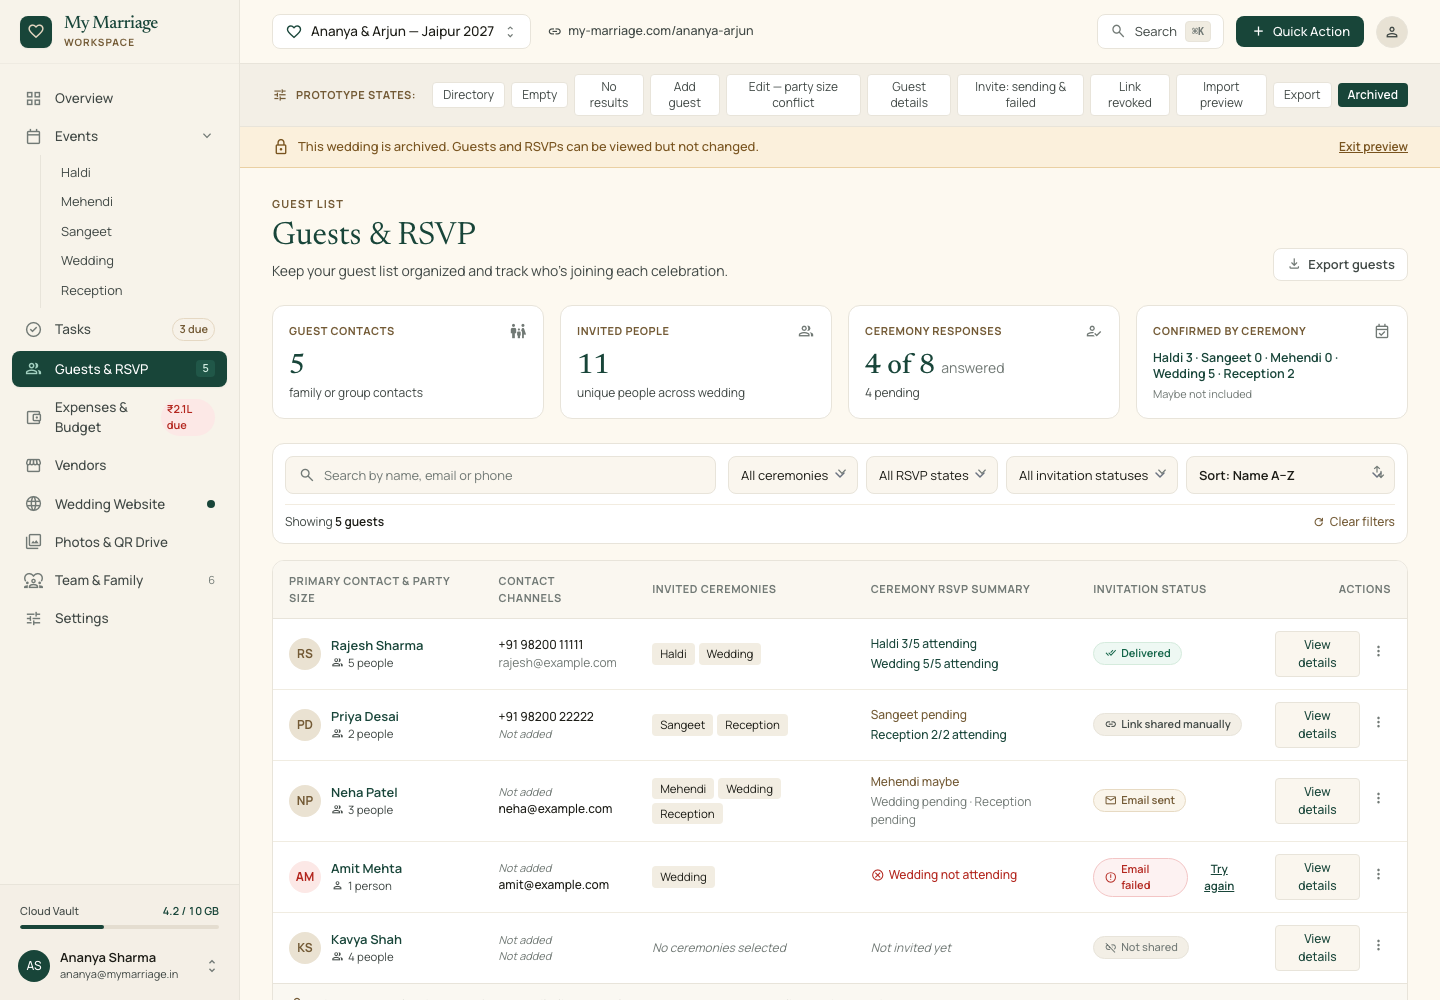 My Marriage
WORKSPACE
Ananya & Arjun — Jaipur 2027
my-marriage.com/ananya-arjun
Search ⌘K
Quick Action
Overview
Events
Haldi
Mehendi
Sangeet
Wedding
Reception
Tasks 3 due
Guests & RSVP 5
Expenses & Budget ₹2.1L due
Vendors
Wedding Website
Photos & QR Drive
Team & Family 6
Settings
Cloud Vault 4.2 / 10 GB
AS Ananya Sharma
ananya@mymarriage.in
PROTOTYPE STATES:
Directory
Empty
No results
Add guest
Edit — party size conflict
Guest details
Invite: sending & failed
Link revoked
Import preview
Export
Archived
This wedding is archived. Guests and RSVPs can be viewed but not changed.
Exit preview
GUEST LIST
Guests & RSVP
Keep your guest list organized and track who's joining each celebration.
Export guests
GUEST CONTACTS
5
family or group contacts
INVITED PEOPLE
11
unique people across wedding
CEREMONY RESPONSES
4 of 8 answered
4 pending
CONFIRMED BY CEREMONY
Haldi 3 · Sangeet 0 · Mehendi 0 ·
Wedding 5 · Reception 2
Maybe not included
Search by name, email or phone
All ceremonies
All RSVP states
All invitation statuses
Sort: Name A–Z
Showing 5 guests
Clear filters
PRIMARY CONTACT & PARTY SIZE
CONTACT CHANNELS
INVITED CEREMONIES
CEREMONY RSVP SUMMARY
INVITATION STATUS
ACTIONS
RS Rajesh Sharma
5 people
+91 98200 11111
rajesh@example.com
Haldi Wedding
Haldi 3/5 attending
Wedding 5/5 attending
Delivered
View details
PD Priya Desai
2 people
+91 98200 22222
Not added
Sangeet Reception
Sangeet pending
Reception 2/2 attending
Link shared manually
View details
NP Neha Patel
3 people
Not added
neha@example.com
Mehendi Wedding
Reception
Mehendi maybe
Wedding pending · Reception
pending
Email sent
View details
AM Amit Mehta
1 person
Not added
amit@example.com
Wedding
Wedding not attending
Email failed
Try again
View details
KS Kavya Shah
4 people
Not added
Not added
No ceremonies selected
Not invited yet
Not shared
View details